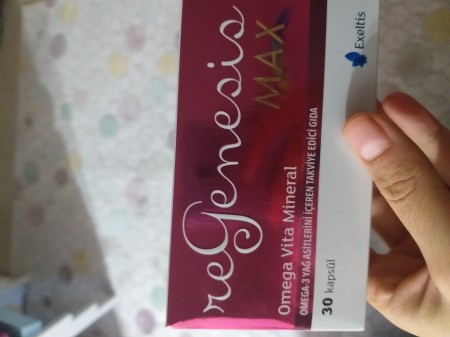 reGenesis
MAX
Omega Vita Mineral
OMEGA-3 YAĞ ASİTLERİNİ İÇEREN TAKVİYE EDİCİ GIDA
30 kapsül
Exeltis